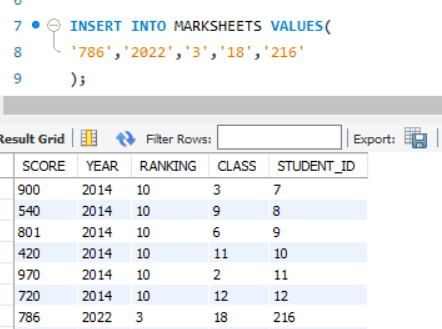 7 INSERT INTO MARKSHEETS VALUES(
8 '786','2022','3','18','216'
9 );
Result Grid Filter Rows: Export:
SCORE YEAR RANKING CLASS STUDENT_ID
900 2014 10 3 7
540 2014 10 9 8
801 2014 10 6 9
420 2014 10 11 10
970 2014 10 2 11
720 2014 10 12 12
786 2022 3 18 216